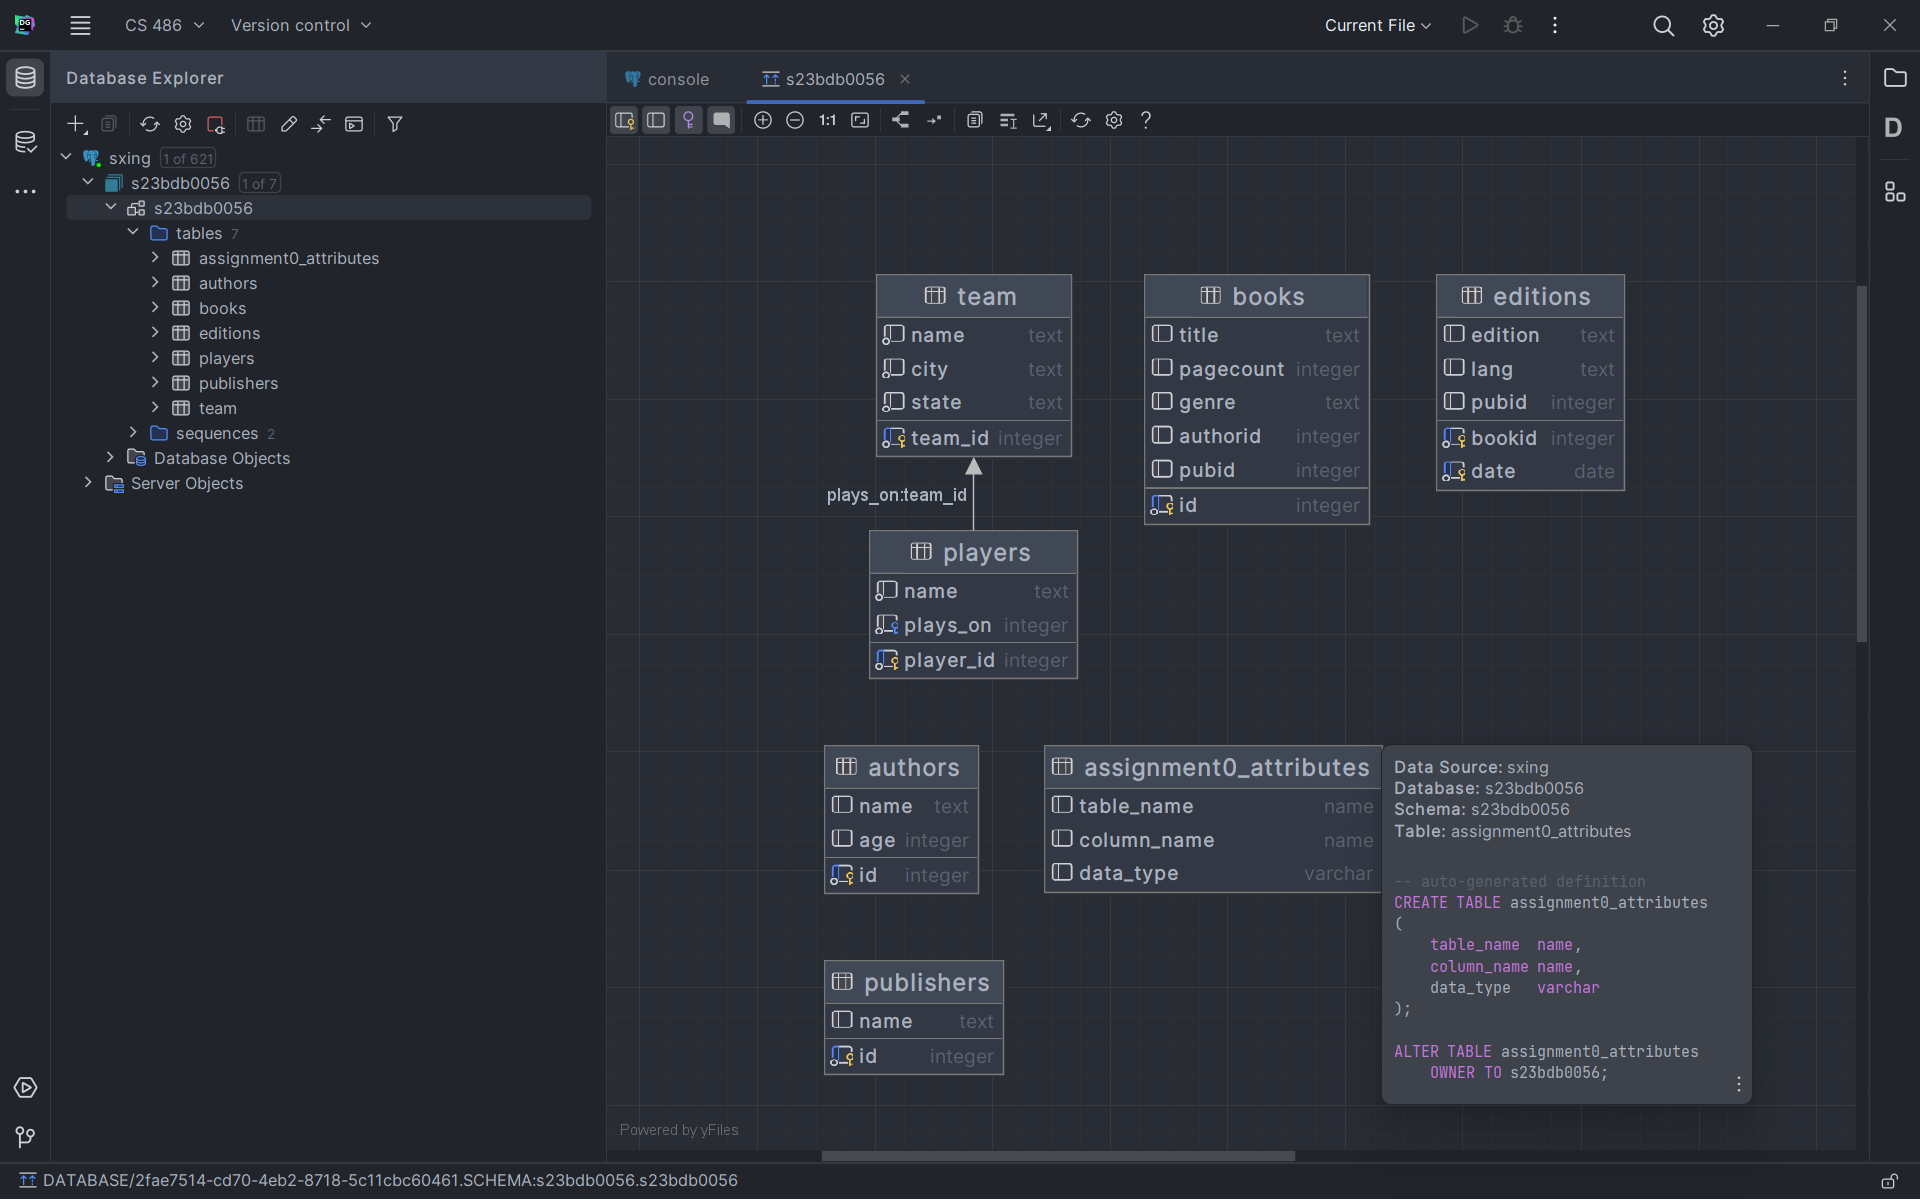 DG
CS 486
Version control
Current File
Database Explorer
console
s23bdb0056
1:1
?
D
sxing 1 of 621
s23bdb0056 1 of 7
s23bdb0056
tables 7
assignment0_attributes
authors
books
editions
players
publishers
team
sequences 2
Database Objects
Server Objects
team
name text
city text
state text
team_id integer
books
title text
pagecount integer
genre text
authorid integer
pubid integer
id integer
editions
edition text
lang text
pubid integer
bookid integer
date date
plays_on:team_id
players
name text
plays_on integer
player_id integer
authors
name text
age integer
id integer
assignment0_attributes
table_name name
column_name name
data_type varchar
publishers
name text
id integer
Data Source: sxing
Database: s23bdb0056
Schema: s23bdb0056
Table: assignment0_attributes
-- auto-generated definition
CREATE TABLE assignment0_attributes
(
table_name name,
column_name name,
data_type varchar
);
ALTER TABLE assignment0_attributes
OWNER TO s23bdb0056;
Powered by yFiles
DATABASE/2fae7514-cd70-4eb2-8718-5c11cbc60461.SCHEMA:s23bdb0056.s23bdb0056